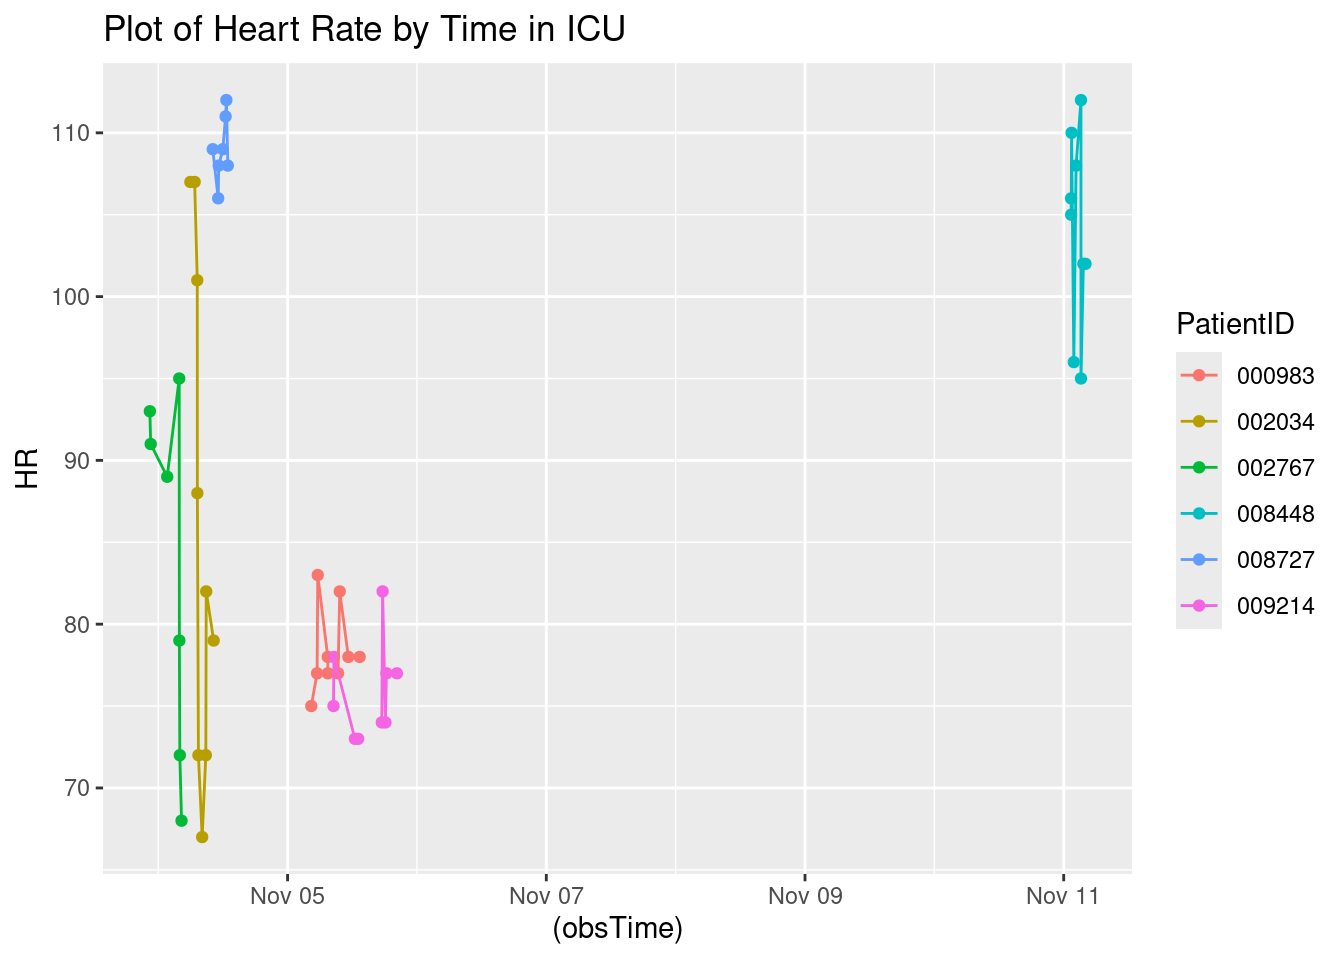 Plot of Heart Rate by Time in ICU
110
100
90
80
70
HR
Nov 05
Nov 07
Nov 09
Nov 11
(obsTime)
PatientID
000983
002034
002767
008448
008727
009214